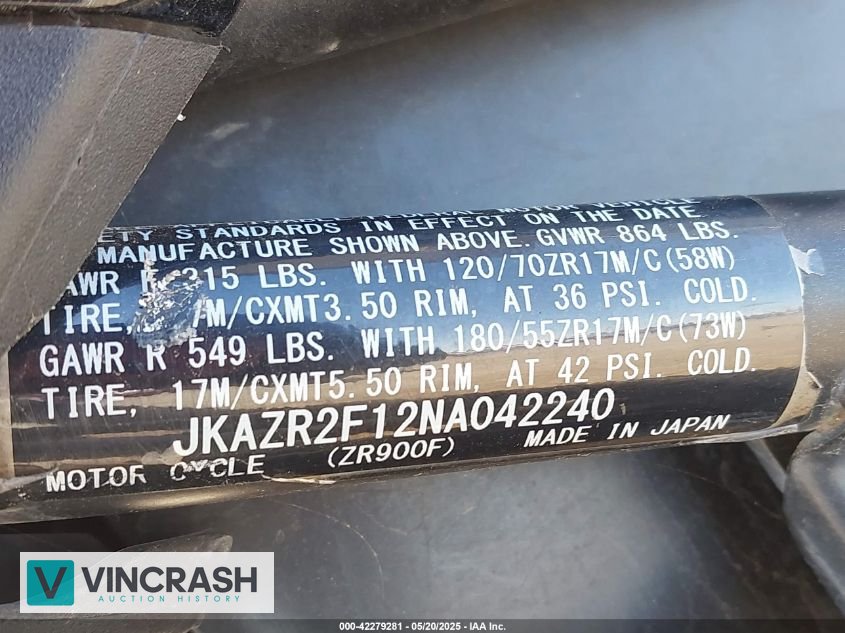 ETY STANDARDS IN EFFECT ON THE DATE
MANUFACTURE SHOWN ABOVE. GVWR 864 LBS.
315 LBS. WITH 120/70ZR17M/C(58W)
TIRE, M/CXMT3.50 RIM, AT 36 PSI. COLD.
GAWR R 549 LBS. WITH 180/55ZR17M/C(73W)
TIRE, 17M/CXMT5.50 RIM, AT 42 PSI. COLD.
JKAZR2F12NA042240
MOTOR CYCLE (ZR900F) MADE IN JAPAN
V VINCRASH
AUCTION HISTORY
000-42279281 - 05/20/2025 - IAA Inc.